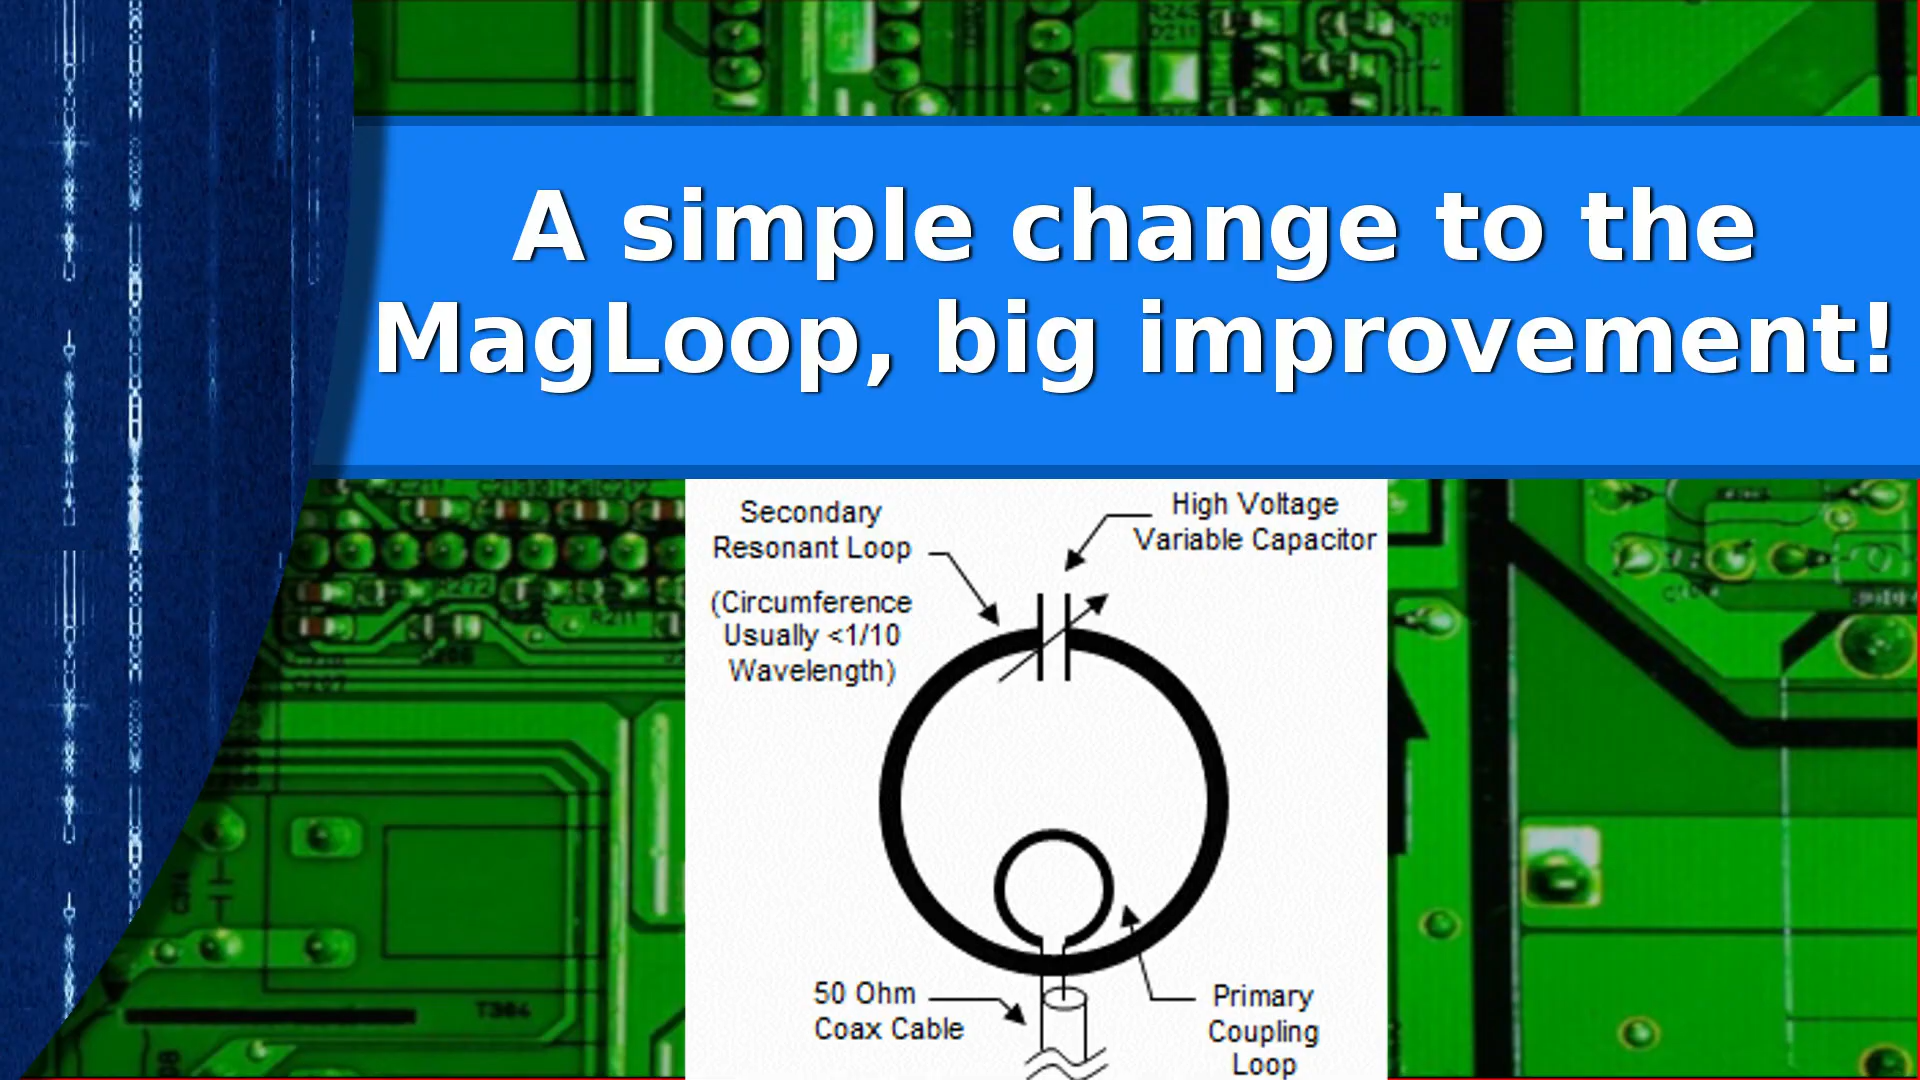 A simple change to the
MagLoop, big improvement!
Secondary
Resonant Loop
(Circumference
Usually <1/10
Wavelength)
High Voltage
Variable Capacitor
50 Ohm
Coax Cable
Primary
Coupling
Loop
T304